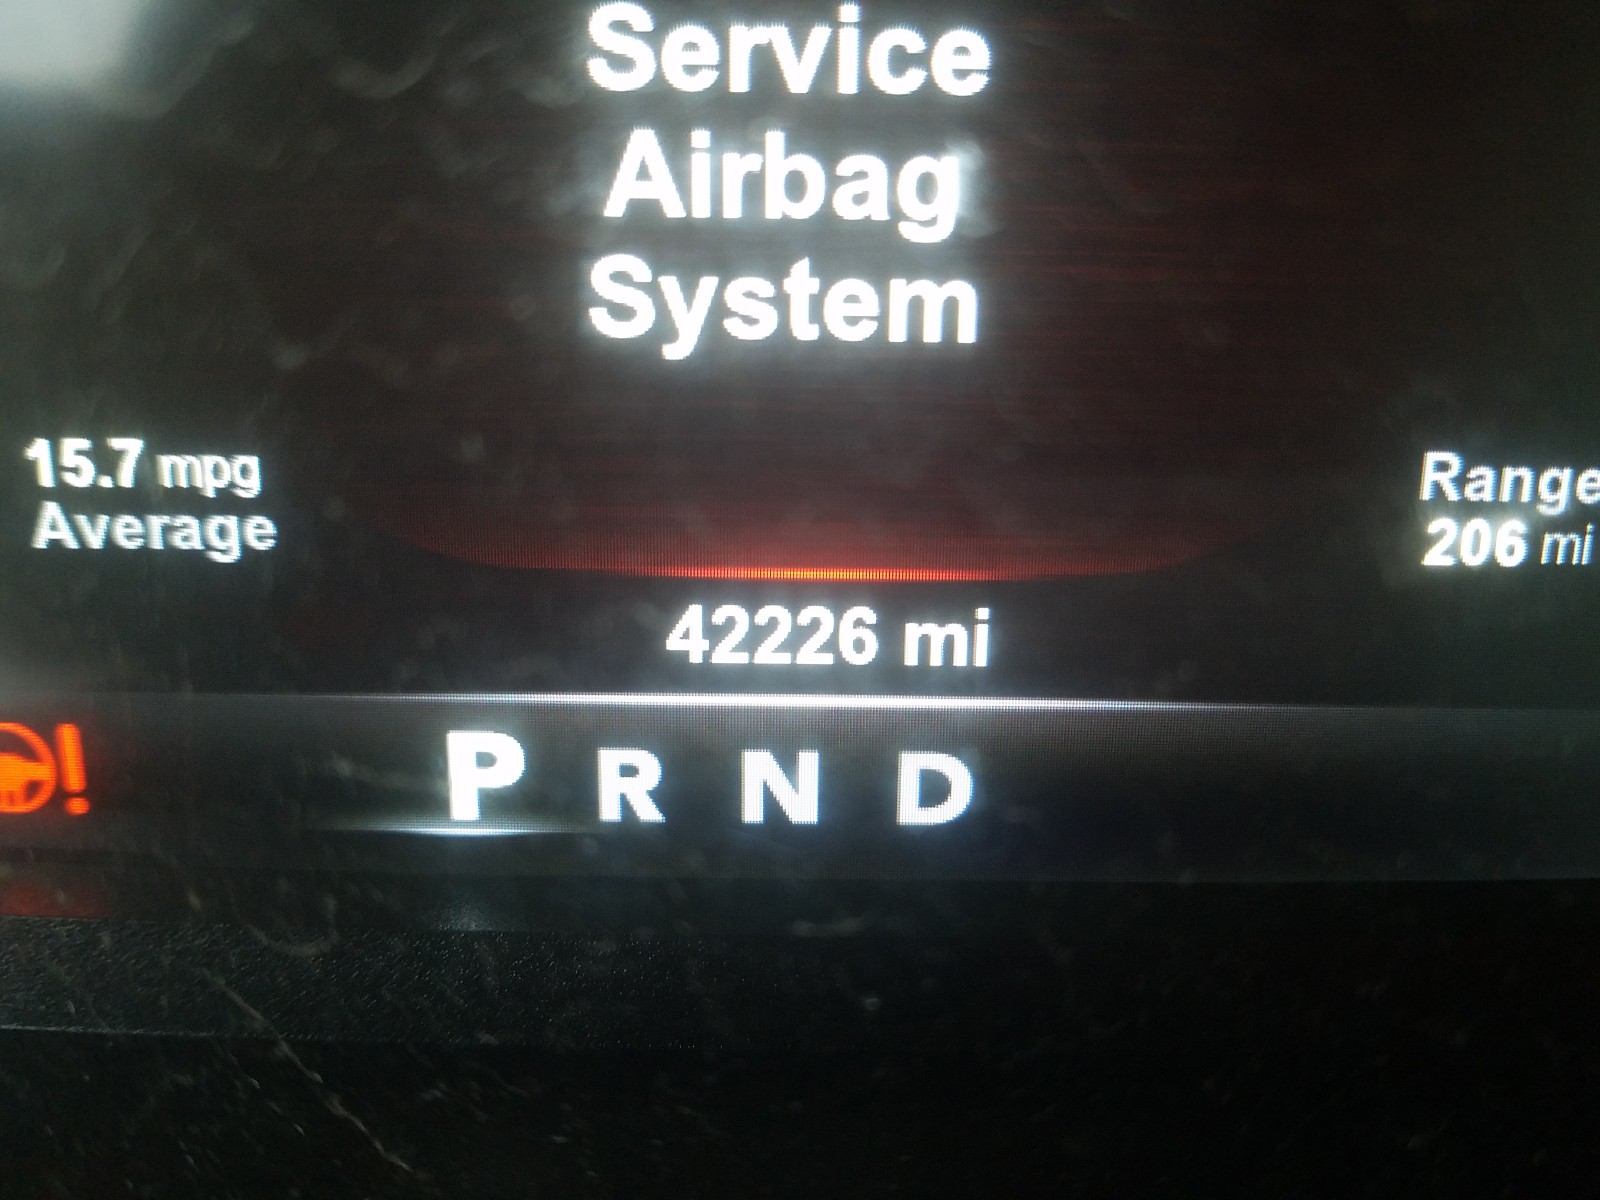 Service
Airbag
System
15.7 mpg
Average
Range
206 mi
42226 mi
P R N D